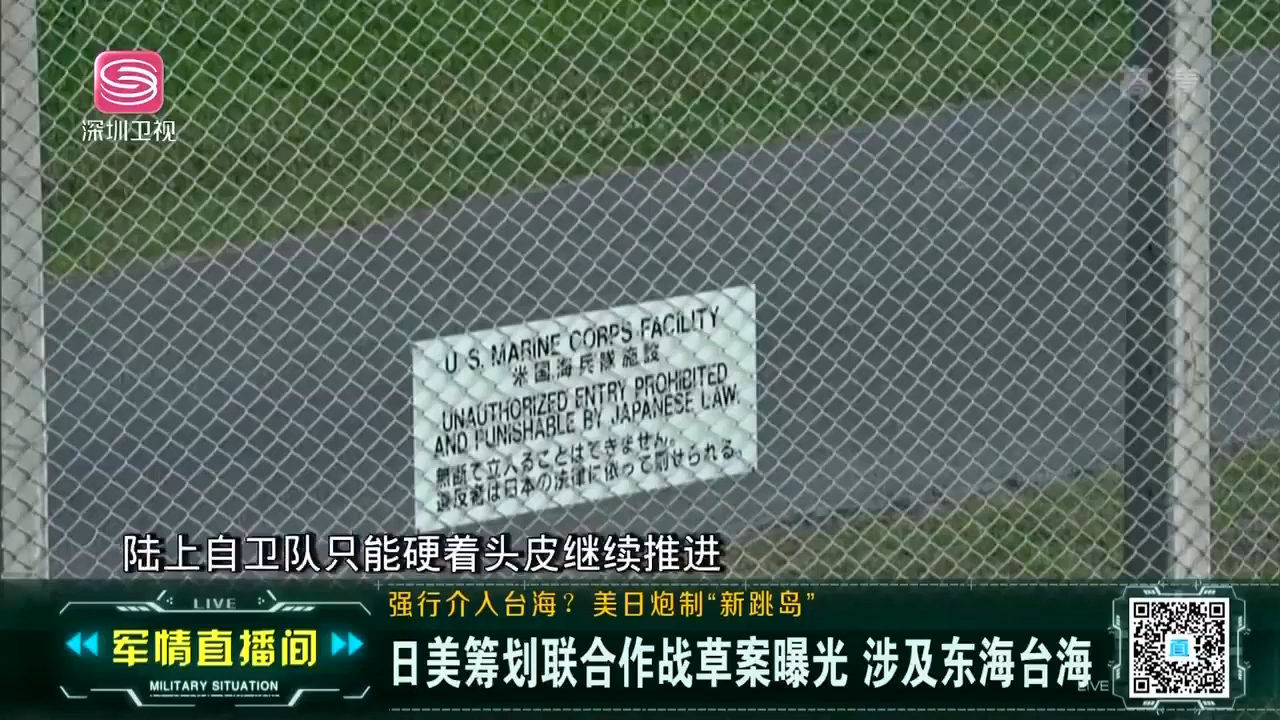 深圳卫视
高清
U.S. MARINE CORPS FACILITY
米国海兵隊施設
UNAUTHORIZED ENTRY PROHIBITED
AND PUNISHABLE BY JAPANESE LAW.
無断で立入ることはできません。
違反者は日本の法律に依って罰せられる。
陆上自卫队只能硬着头皮继续推进
LIVE
军情直播间
MILITARY SITUATION
强行介入台海？美日炮制“新跳岛”
日美筹划联合作战草案曝光 涉及东海台海
LIVE
直